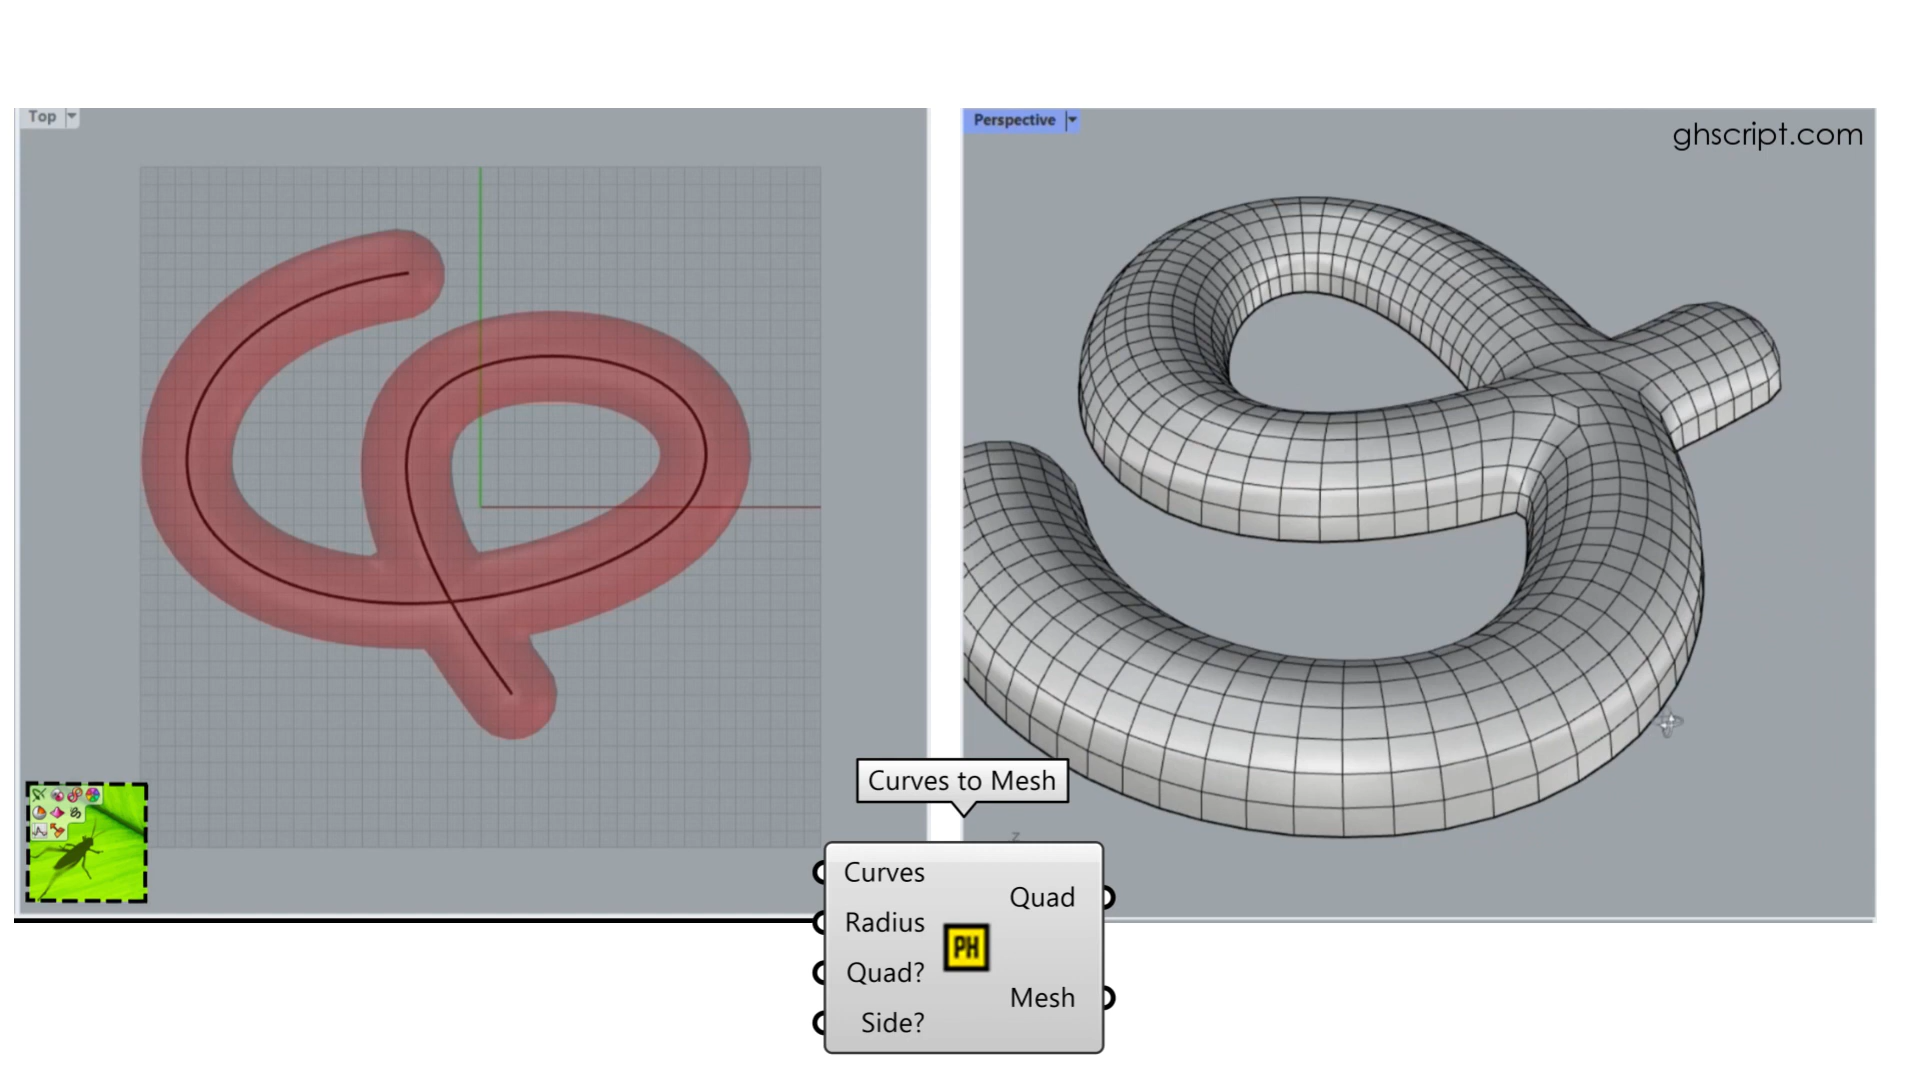 Top
Perspective
ghscript.com
Curves to Mesh
z
Curves
Radius
Quad?
Side?
PH
Quad
Mesh